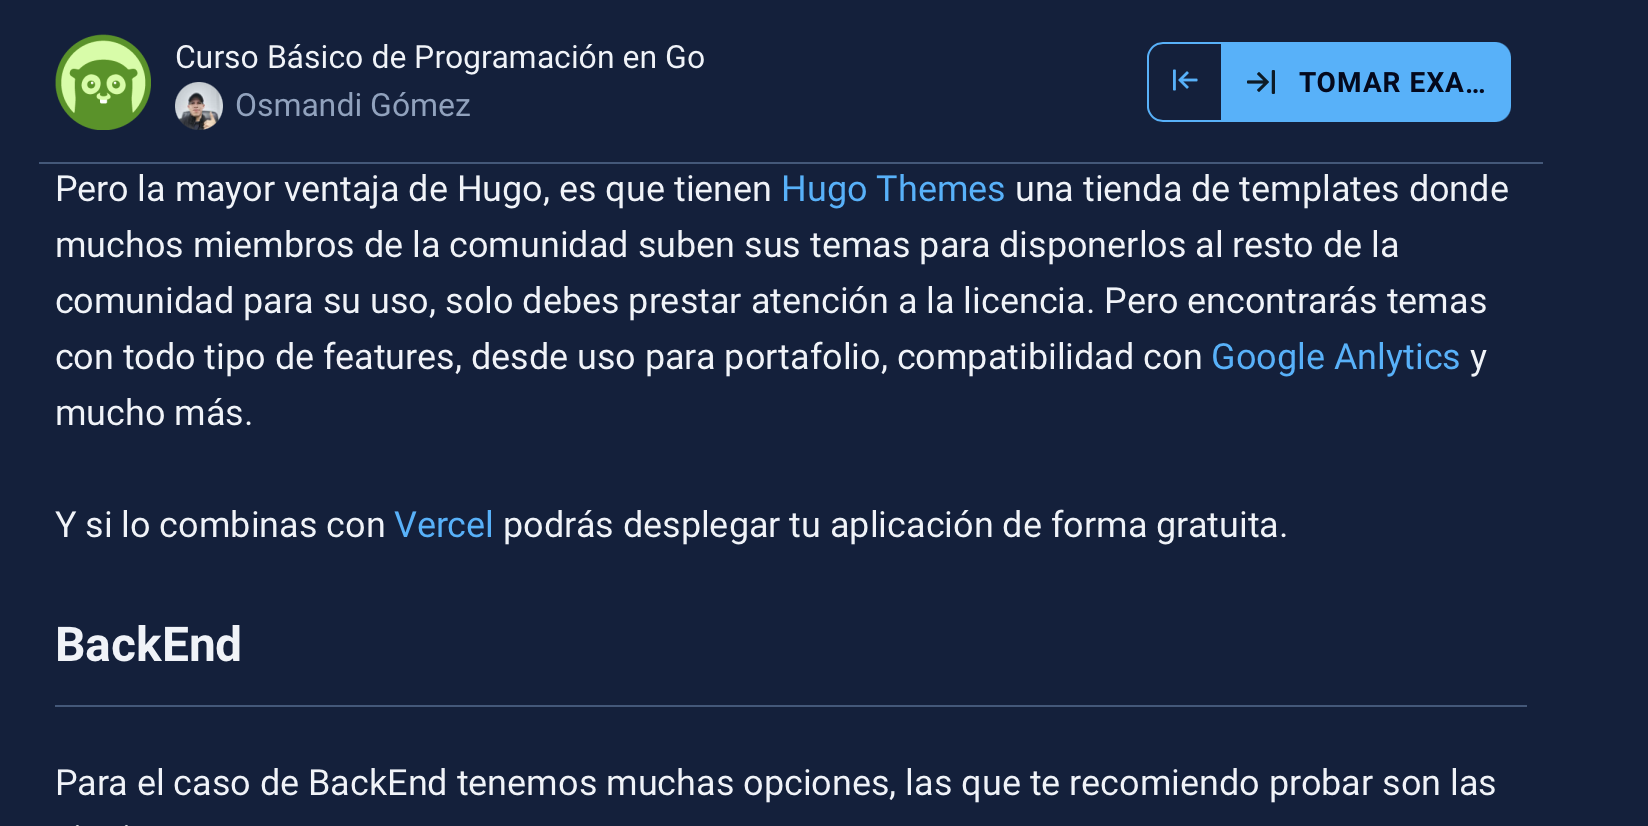 Curso Básico de Programación en Go
Osmandi Gómez
TOMAR EXA...
Pero la mayor ventaja de Hugo, es que tienen Hugo Themes una tienda de templates donde
muchos miembros de la comunidad suben sus temas para disponerlos al resto de la
comunidad para su uso, solo debes prestar atención a la licencia. Pero encontrarás temas
con todo tipo de features, desde uso para portafolio, compatibilidad con Google Anlytics y
mucho más.
Y si lo combinas con Vercel podrás desplegar tu aplicación de forma gratuita.
BackEnd
Para el caso de BackEnd tenemos muchas opciones, las que te recomiendo probar son las